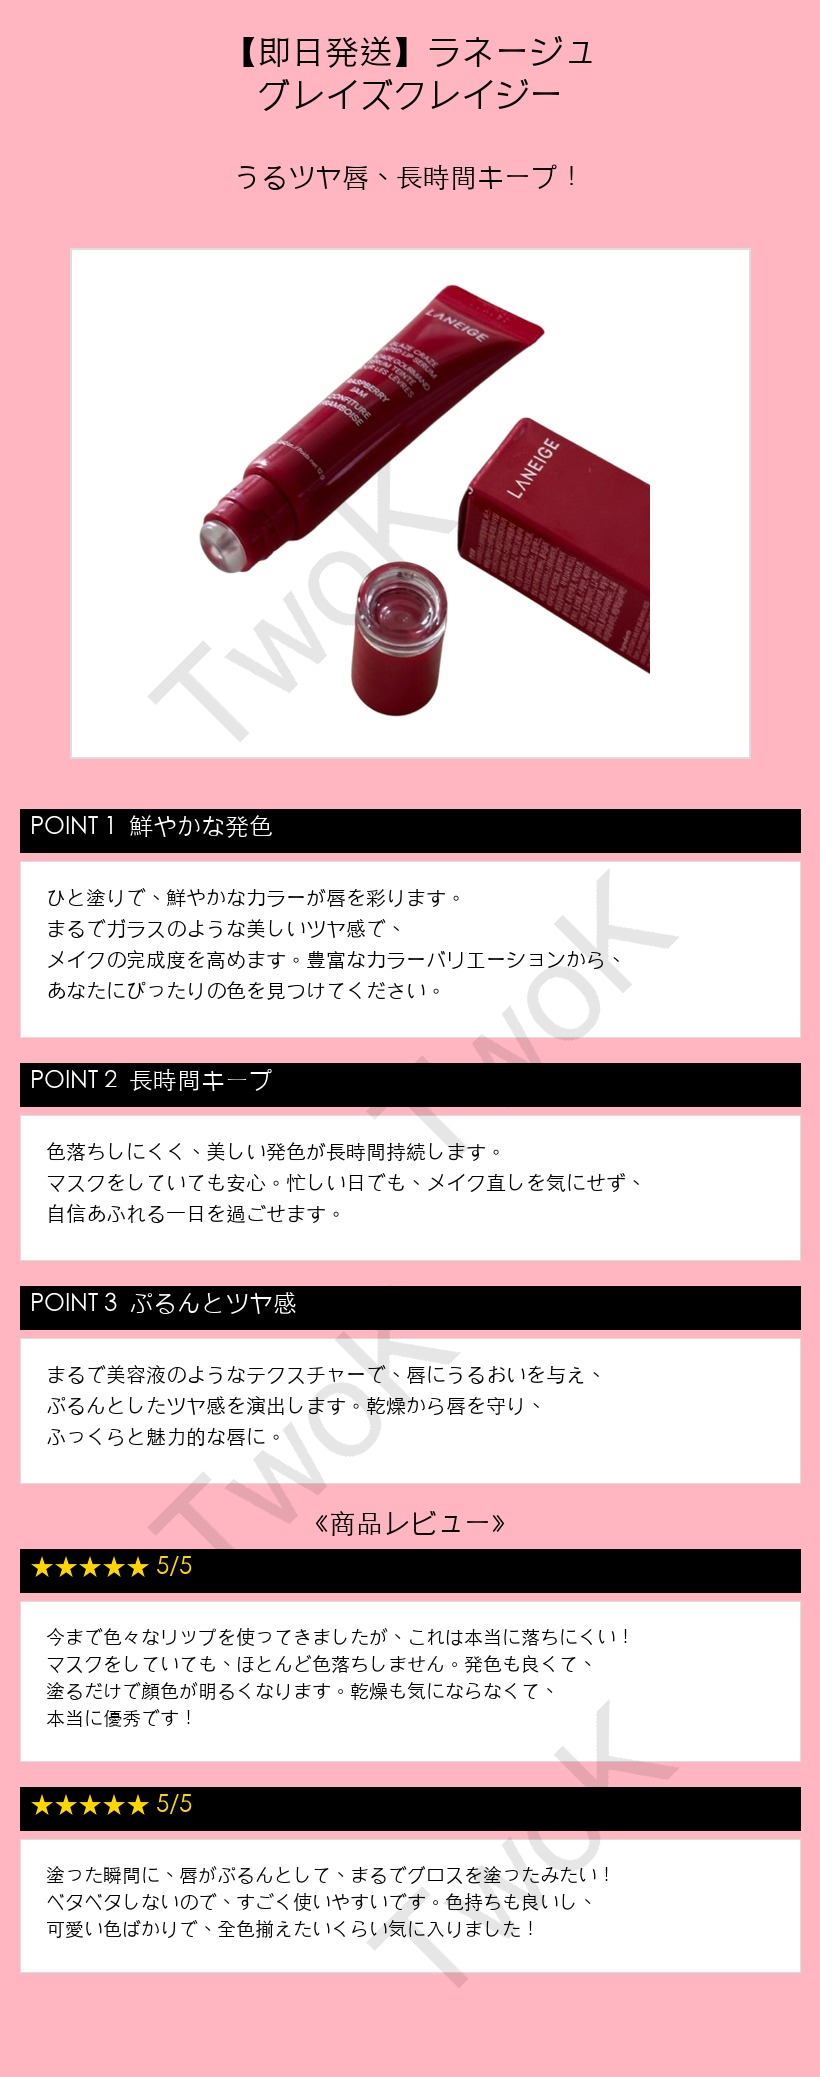 【即日発送】ラネージュ
グレイズクレイジー
うるツヤ唇、長時間キープ！
LANEIGE
GLAZE CRAZE
TINTED LIP SERUM
GLAÇAGE GOURMAND
SÉRUM TEINTÉ
POUR LES LÈVRES
RASPBERRY
JAM
CONFITURE
FRAMBOISE
LANEIGE
TwoK
POINT 1 鮮やかな発色
ひと塗りで、鮮やかなカラーが唇を彩ります。
まるでガラスのような美しいツヤ感で、
メイクの完成度を高めます。豊富なカラーバリエーションから、
あなたにぴったりの色を見つけてください。
TwoK
POINT 2 長時間キープ
色落ちしにくく、美しい発色が長時間持続します。
マスクをしていても安心。忙しい日でも、メイク直しを気にせず、
自信あふれる一日を過ごせます。
POINT 3 ぷるんとツヤ感
まるで美容液のようなテクスチャーで、唇にうるおいを与え、
ぷるんとしたツヤ感を演出します。乾燥から唇を守り、
ふっくらと魅力的な唇に。
TwoK
《商品レビュー》
★★★★★ 5/5
今まで色々なリップを使ってきましたが、これは本当に落ちにくい！
マスクをしていても、ほとんど色落ちしません。発色も良くて、
塗るだけで顔色が明るくなります。乾燥も気にならなくて、
本当に優秀です！
★★★★★ 5/5
塗った瞬間に、唇がぷるんとして、まるでグロスを塗ったみたい！
ベタベタしないので、すごく使いやすいです。色持ちも良いし、
可愛い色ばかりで、全色揃えたいくらい気に入りました！
TwoK